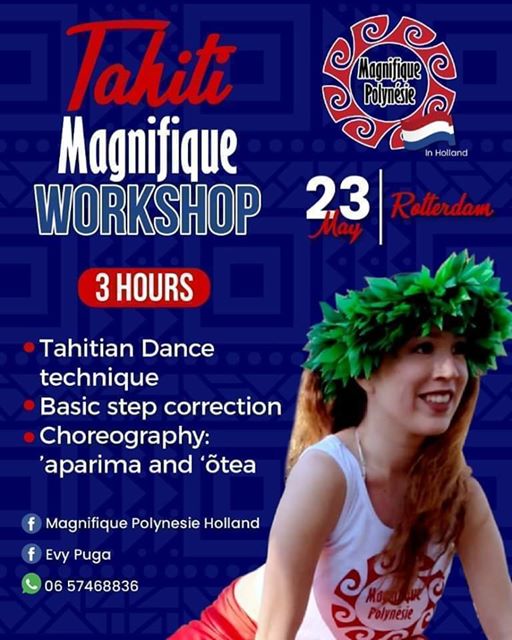 Tahiti
Magnifique
WORKSHOP
Magnifique
Polynésie
In Holland
23
May
Rotterdam
3 HOURS
Tahitian Dance
technique
Basic step correction
Choreography:
’aparima and ‘õtea
Magnifique Polynesie Holland
Evy Puga
06 57468836
Magnifique
Polynésie